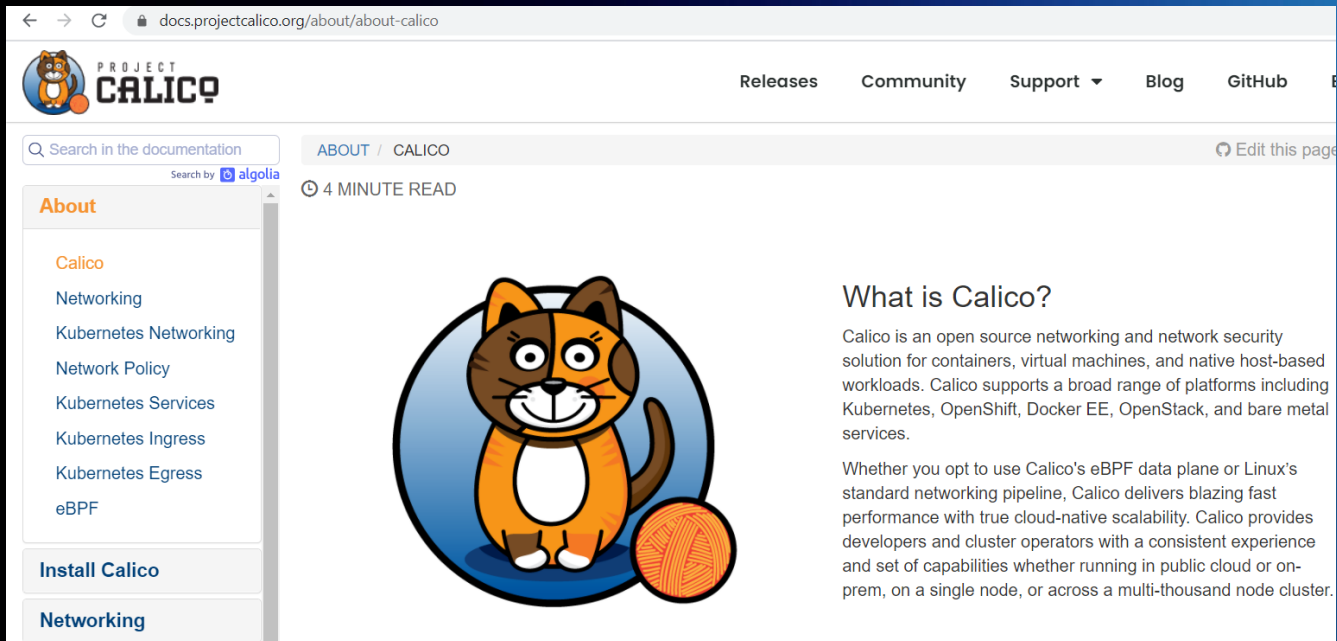 docs.projectcalico.org/about/about-calico
PROJECT
CALICO
Releases Community Support Blog GitHub
Search in the documentation
Search by algolia
ABOUT / CALICO
Edit this page
4 MINUTE READ
About
Calico
Networking
Kubernetes Networking
Network Policy
Kubernetes Services
Kubernetes Ingress
Kubernetes Egress
eBPF
Install Calico
Networking
What is Calico?
Calico is an open source networking and network security
solution for containers, virtual machines, and native host-based
workloads. Calico supports a broad range of platforms including
Kubernetes, OpenShift, Docker EE, OpenStack, and bare metal
services.
Whether you opt to use Calico's eBPF data plane or Linux’s
standard networking pipeline, Calico delivers blazing fast
performance with true cloud-native scalability. Calico provides
developers and cluster operators with a consistent experience
and set of capabilities whether running in public cloud or on-
prem, on a single node, or across a multi-thousand node cluster.